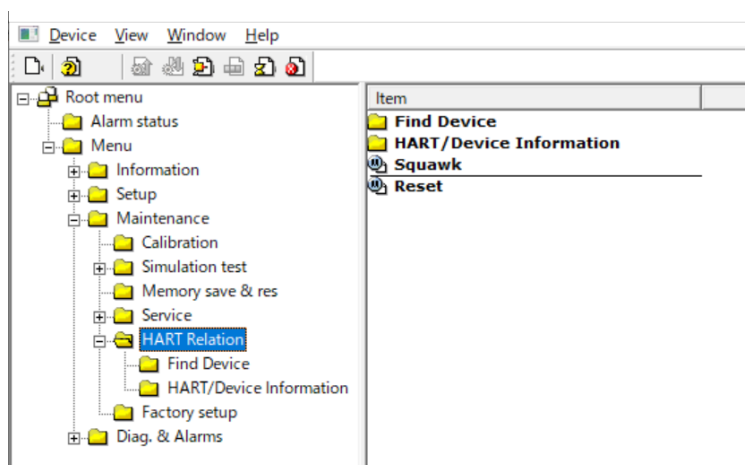 Device View Window Help
Root menu
Alarm status
Menu
Information
Setup
Maintenance
Calibration
Simulation test
Memory save & res
Service
HART Relation
Find Device
HART/Device Information
Factory setup
Diag. & Alarms
Item
Find Device
HART/Device Information
Squawk
Reset